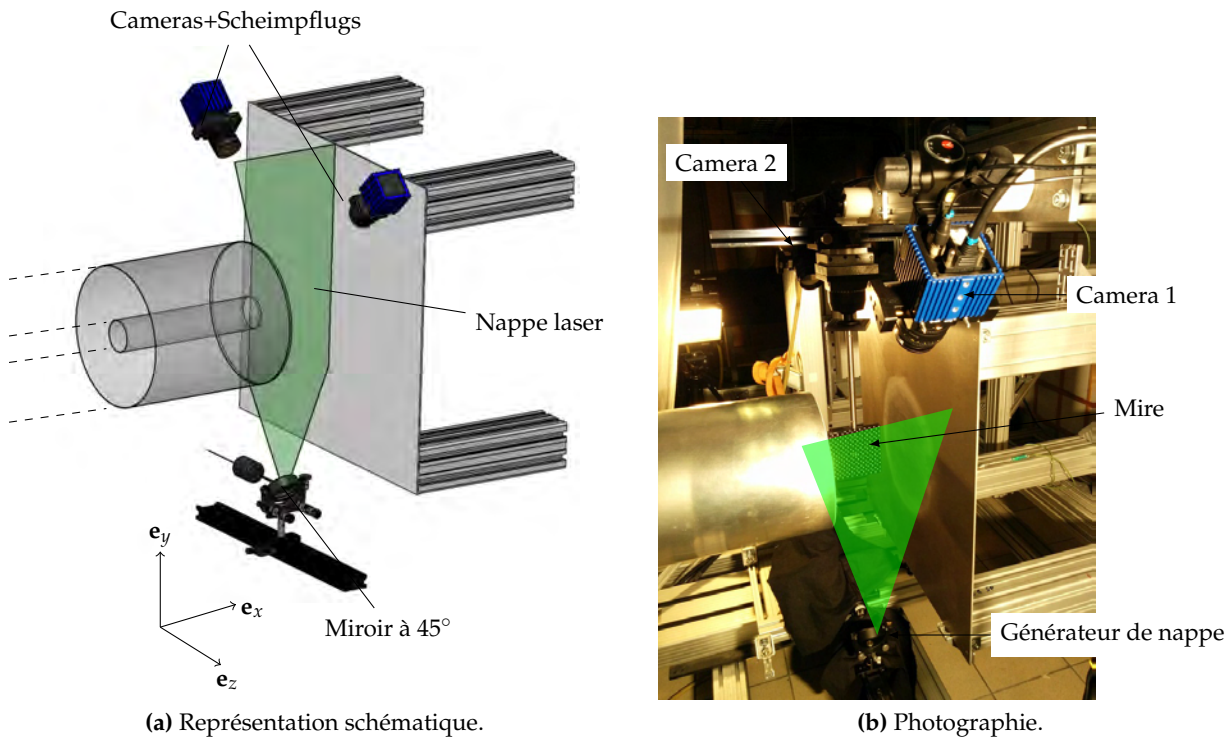 Cameras+Scheimpflugs
Nappe laser
e_y
e_x
e_z
Miroir à 45°
(a) Représentation schématique.
Camera 2
Camera 1
Mire
Générateur de nappe
(b) Photographie.